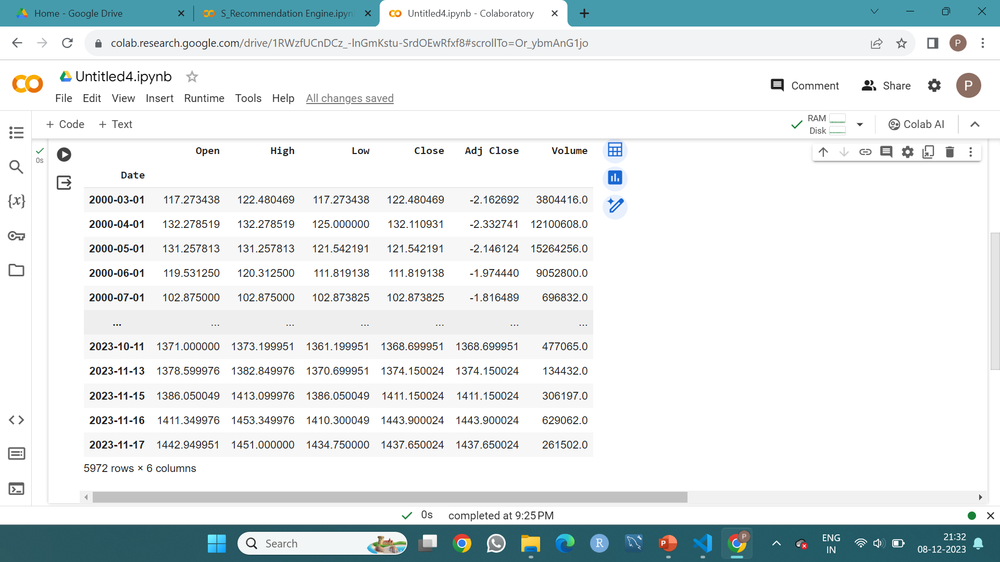 Home - Google Drive
S_Recommendation Engine.ipyn
Untitled4.ipynb - Colaboratory
colab.research.google.com/drive/1RWzfUCnDCz_-lnGmKstu-SrdOEwRfxf8#scrollTo=Or_ybmAnG1jo
P
Untitled4.ipynb
Comment
Share
P
File Edit View Insert Runtime Tools Help All changes saved
+ Code + Text
RAM
Disk
Colab AI
0s
Open High Low Close Adj Close Volume
Date
2000-03-01 117.273438 122.480469 117.273438 122.480469 -2.162692 3804416.0
2000-04-01 132.278519 132.278519 125.000000 132.110931 -2.332741 12100608.0
2000-05-01 131.257813 131.257813 121.542191 121.542191 -2.146124 15264256.0
2000-06-01 119.531250 120.312500 111.819138 111.819138 -1.974440 9052800.0
2000-07-01 102.875000 102.875000 102.873825 102.873825 -1.816489 696832.0
... ... ... ... ... ... ...
2023-10-11 1371.000000 1373.199951 1361.199951 1368.699951 1368.699951 477065.0
2023-11-13 1378.599976 1382.849976 1370.699951 1374.150024 1374.150024 134432.0
2023-11-15 1386.050049 1413.099976 1386.050049 1411.150024 1411.150024 306197.0
2023-11-16 1411.349976 1453.349976 1410.300049 1443.900024 1443.900024 629062.0
2023-11-17 1442.949951 1451.000000 1434.750000 1437.650024 1437.650024 261502.0
5972 rows × 6 columns
0s completed at 9:25 PM
Search
R
P
P
ENG
IN
21:32
08-12-2023